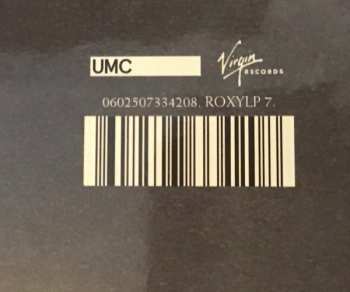 UMC
Virgin
RECORDS
0602507334208. ROXYLP 7.